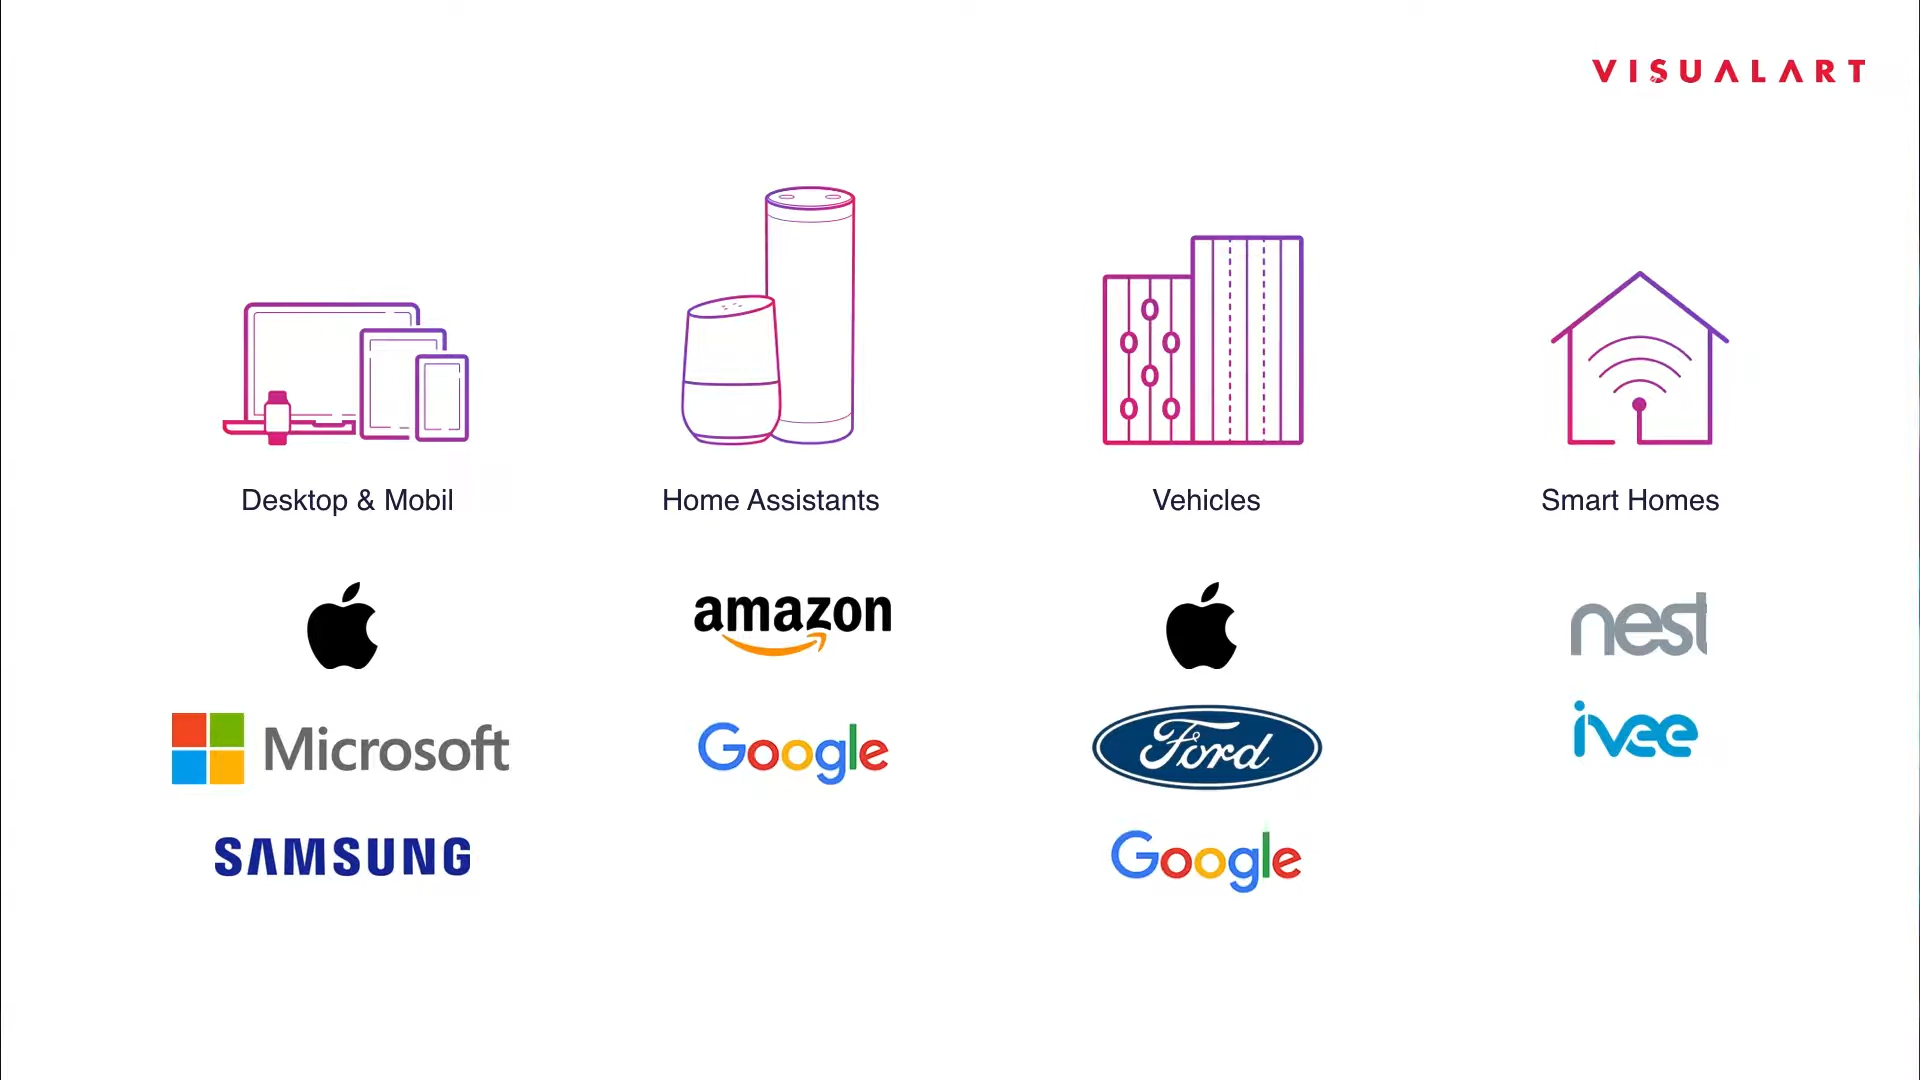 VISUALART
Desktop & Mobil
Home Assistants
Vehicles
Smart Homes
amazon
nest
Microsoft
Google
Ford
ivee
SAMSUNG
Google